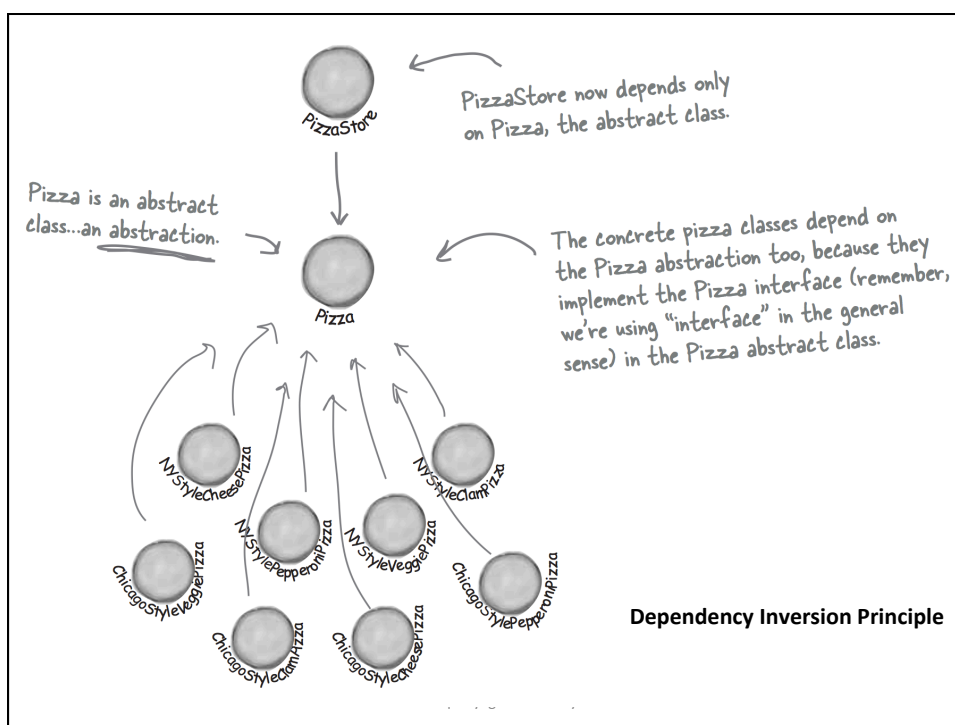 PizzaStore
PizzaStore now depends only
on Pizza, the abstract class.
Pizza is an abstract
class...an abstraction.
Pizza
The concrete pizza classes depend on
the Pizza abstraction too, because they
implement the Pizza interface (remember,
we're using "interface" in the general
sense) in the Pizza abstract class.
NYStyleCheesePizza
NYStyleClamPizza
NYStylePepperoniPizza
NYStyleVeggiePizza
ChicagoStyleVeggiePizza
ChicagoStylePepperoniPizza
ChicagoStyleClamPizza
ChicagoStyleCheesePizza
Dependency Inversion Principle